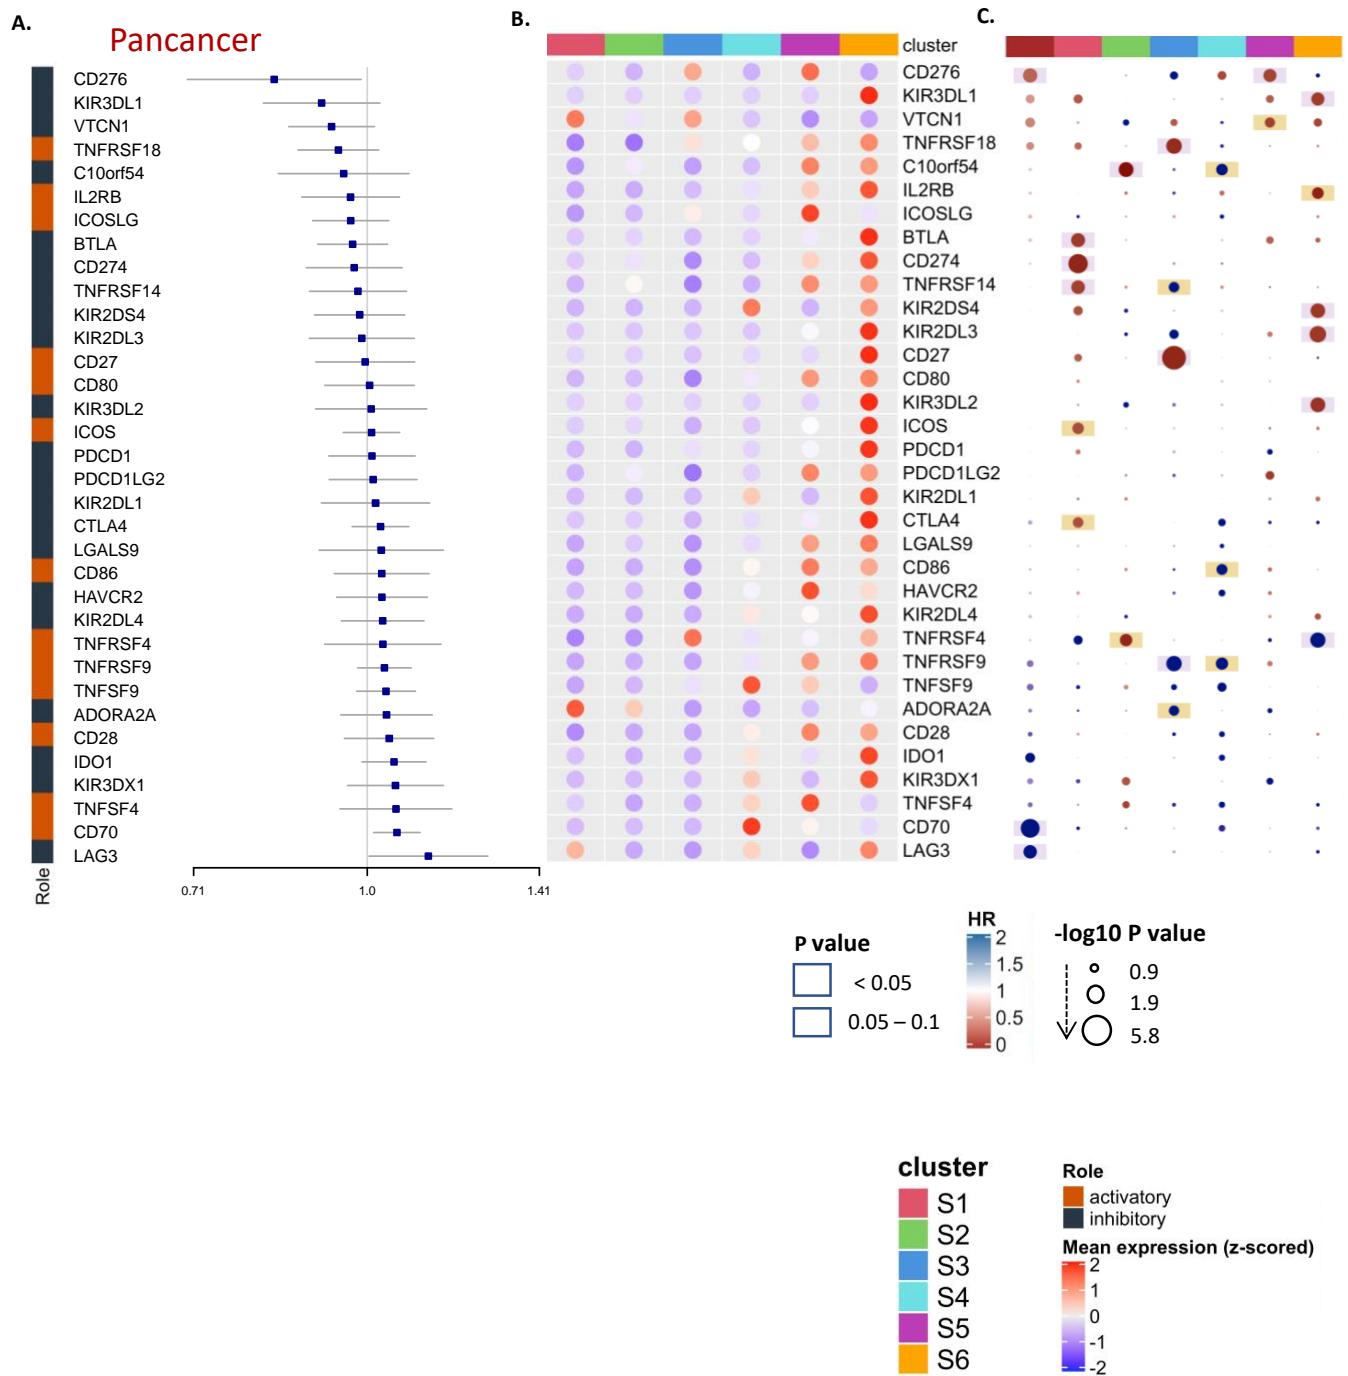 A.
Pancancer
CD276
KIR3DL1
VTCN1
TNFRSF18
C10orf54
IL2RB
ICOSLG
BTLA
CD274
TNFRSF14
KIR2DS4
KIR2DL3
CD27
CD80
KIR3DL2
ICOS
PDCD1
PDCD1LG2
KIR2DL1
CTLA4
LGALS9
CD86
HAVCR2
KIR2DL4
TNFRSF4
TNFRSF9
TNFSF9
ADORA2A
CD28
IDO1
KIR3DX1
TNFSF4
CD70
LAG3
Role
0.71 1.0 1.41
B.
cluster
CD276
KIR3DL1
VTCN1
TNFRSF18
C10orf54
IL2RB
ICOSLG
BTLA
CD274
TNFRSF14
KIR2DS4
KIR2DL3
CD27
CD80
KIR3DL2
ICOS
PDCD1
PDCD1LG2
KIR2DL1
CTLA4
LGALS9
CD86
HAVCR2
KIR2DL4
TNFRSF4
TNFRSF9
TNFSF9
ADORA2A
CD28
IDO1
KIR3DX1
TNFSF4
CD70
LAG3
C.
P value
< 0.05
0.05 – 0.1
HR
2
1.5
1
0.5
0
-log10 P value
0.9
1.9
5.8
cluster
S1
S2
S3
S4
S5
S6
Role
activatory
inhibitory
Mean expression (z-scored)
2
1
0
-1
-2